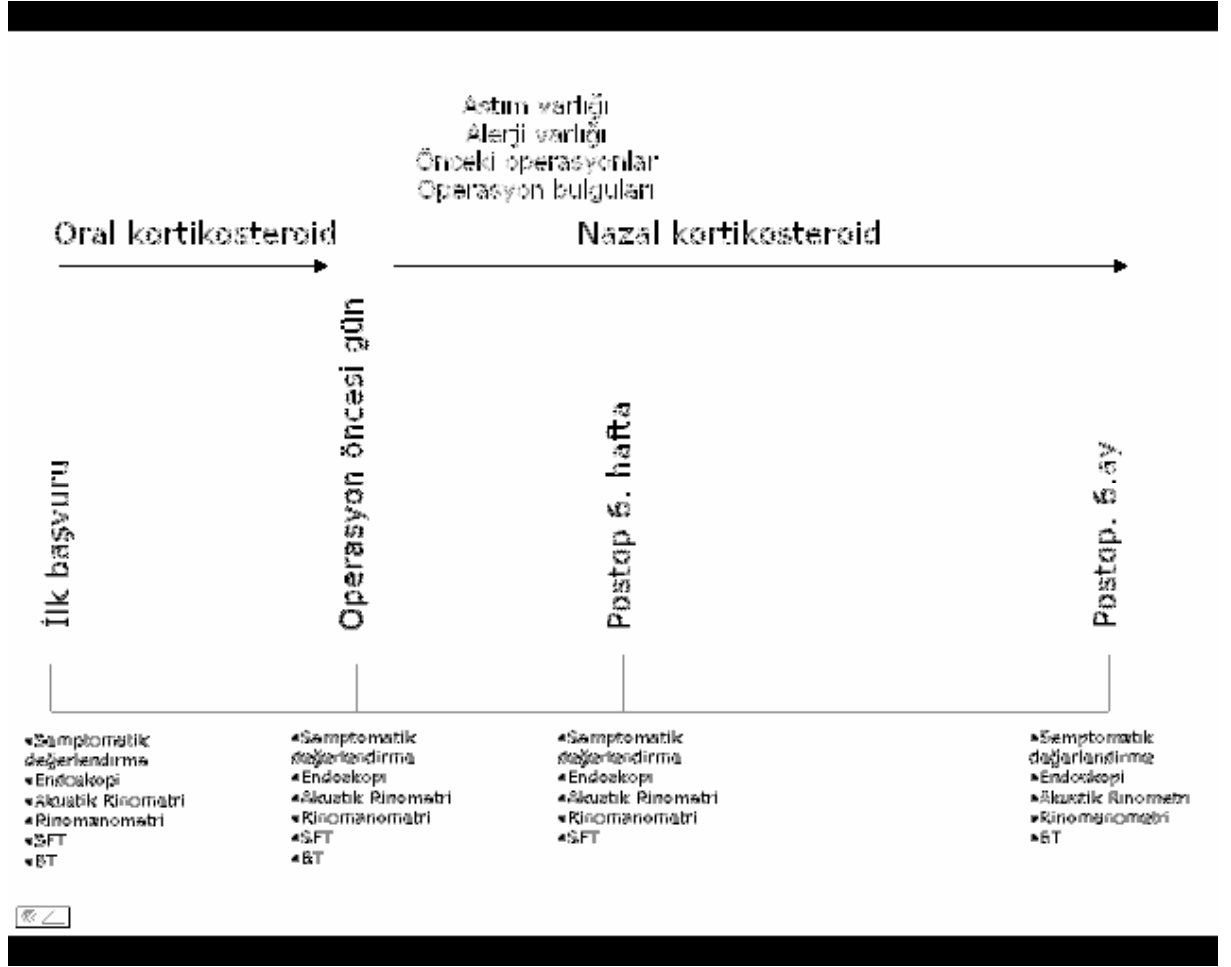 Astım varlığı
Alerji varlığı
Önceki operasyonlar
Operasyon bulguları
Oral kortikosteroid
Nazal kortikosteroid
İlk başvuru
Operasyon öncesi gün
Postop 6. hafta
Postop. 6.ay
Semptomatik
değerlendirme
Endoskopi
Akustik Rinometri
Rinomanometri
SFT
BT
Semptomatik
değerlendirme
Endoskopi
Akustik Rinometri
Rinomanometri
SFT
BT
Semptomatik
değerlendirme
Endoskopi
Akustik Rinometri
Rinomanometri
SFT
Semptomatik
değerlendirme
Endoskopi
Akustik Rinometri
Rinomanometri
BT